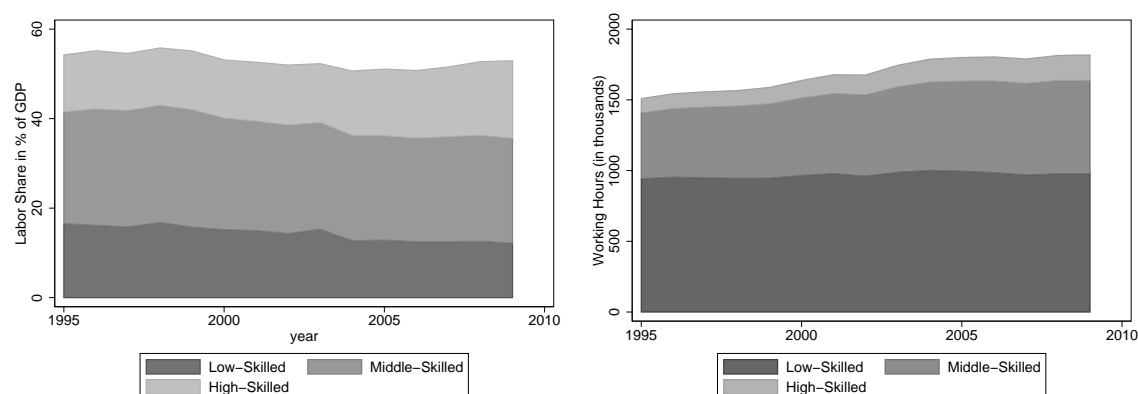 Labor Share in % of GDP
60
40
20
0
1995
2000
2005
2010
year
Low−Skilled
Middle−Skilled
High−Skilled
Working Hours (in thousands)
2000
1500
1000
500
0
1995
2000
2005
2010
Low−Skilled
Middle−Skilled
High−Skilled